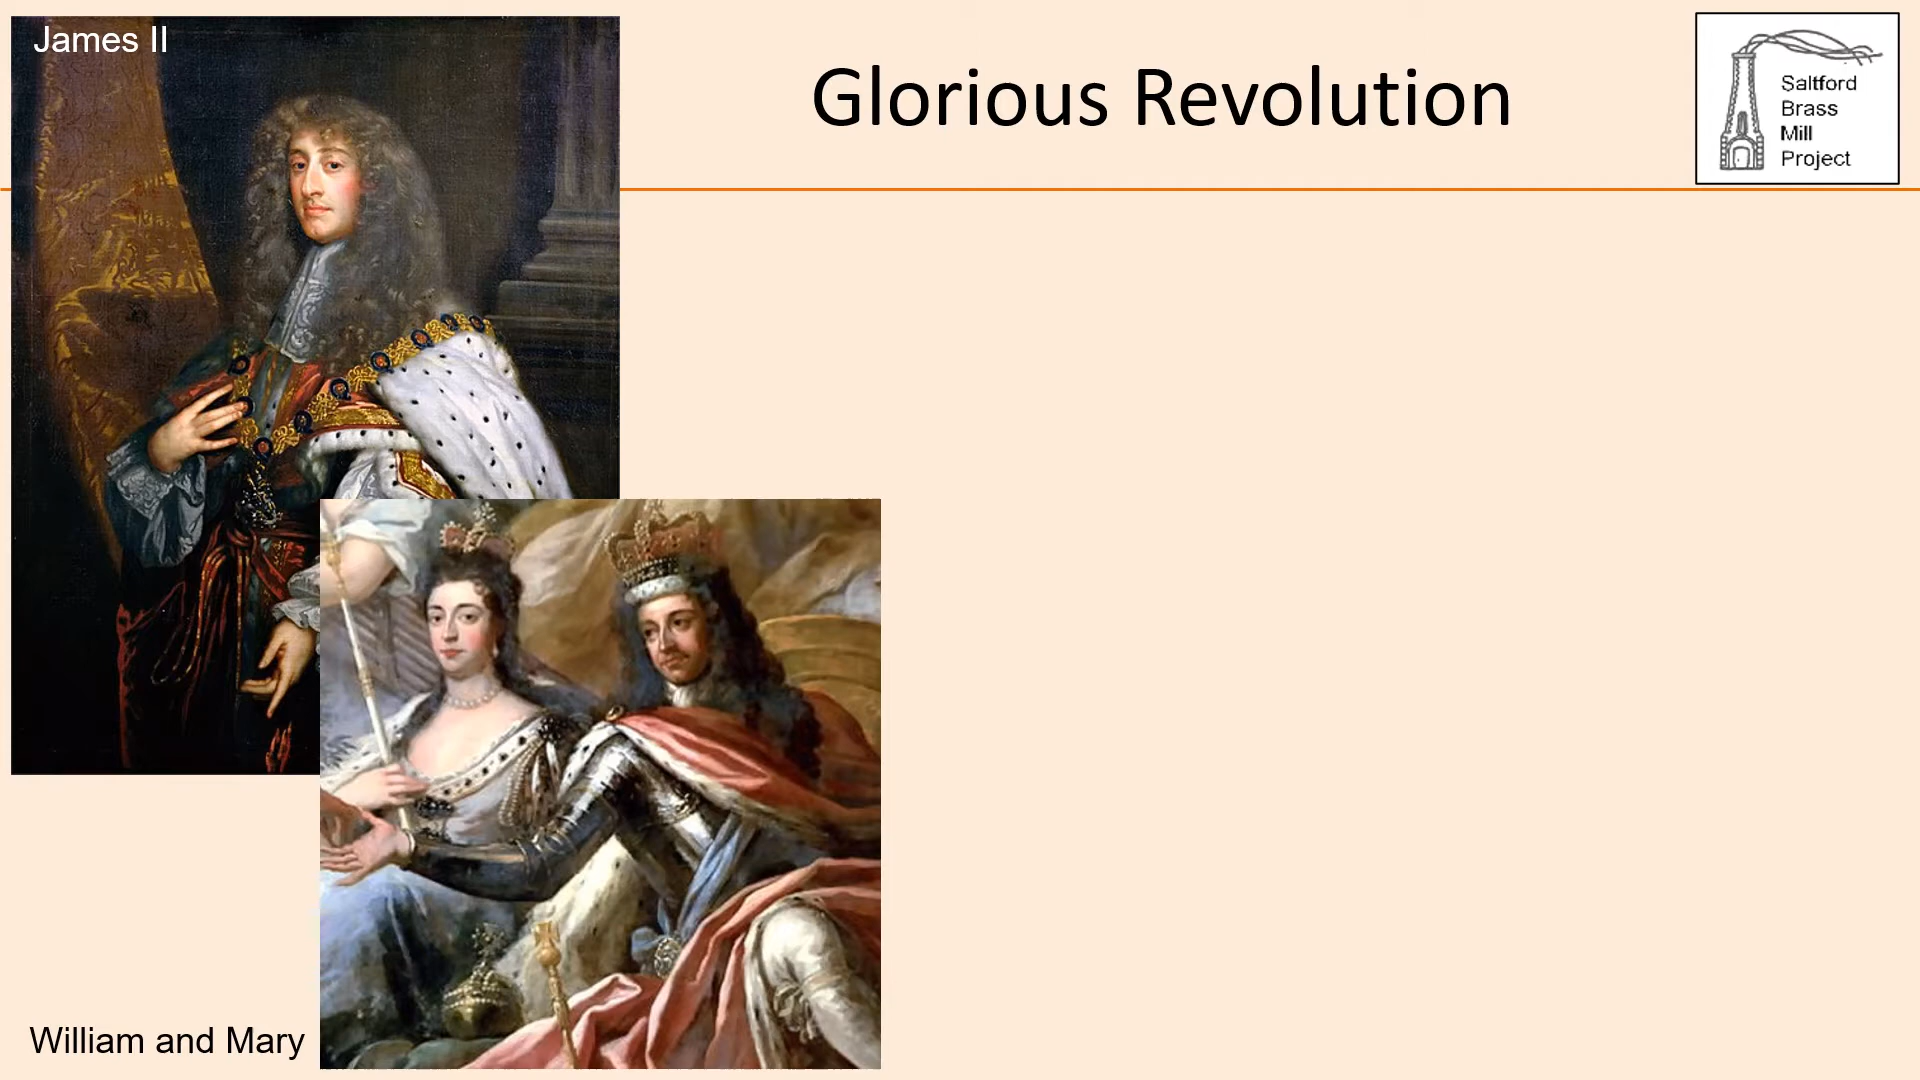 James II
Glorious Revolution
Saltford
Brass
Mill
Project
William and Mary